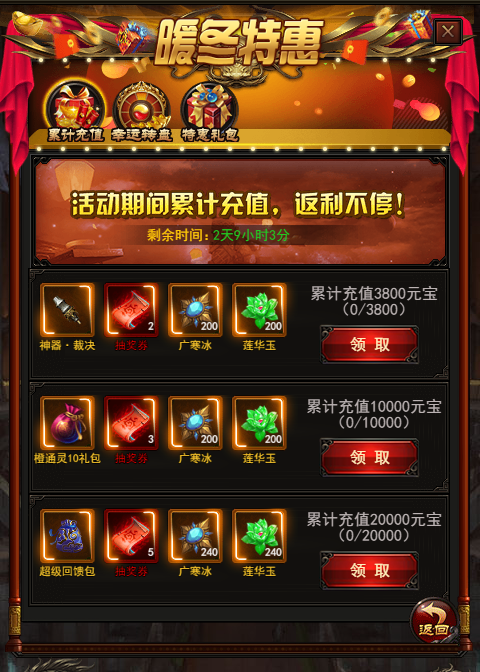 暖冬特惠
累计充值 幸运转盘 特惠礼包
活动期间累计充值，返利不停！
剩余时间：2天9小时3分
累计充值3800元宝
（0/3800）
2 200 200
神器·裁决 抽奖券 广寒冰 莲华玉
领取
累计充值10000元宝
（0/10000）
3 200 200
橙通灵10礼包 抽奖券 广寒冰 莲华玉
领取
累计充值20000元宝
（0/20000）
5 240 240
超级回馈包 抽奖券 广寒冰 莲华玉
领取
返回